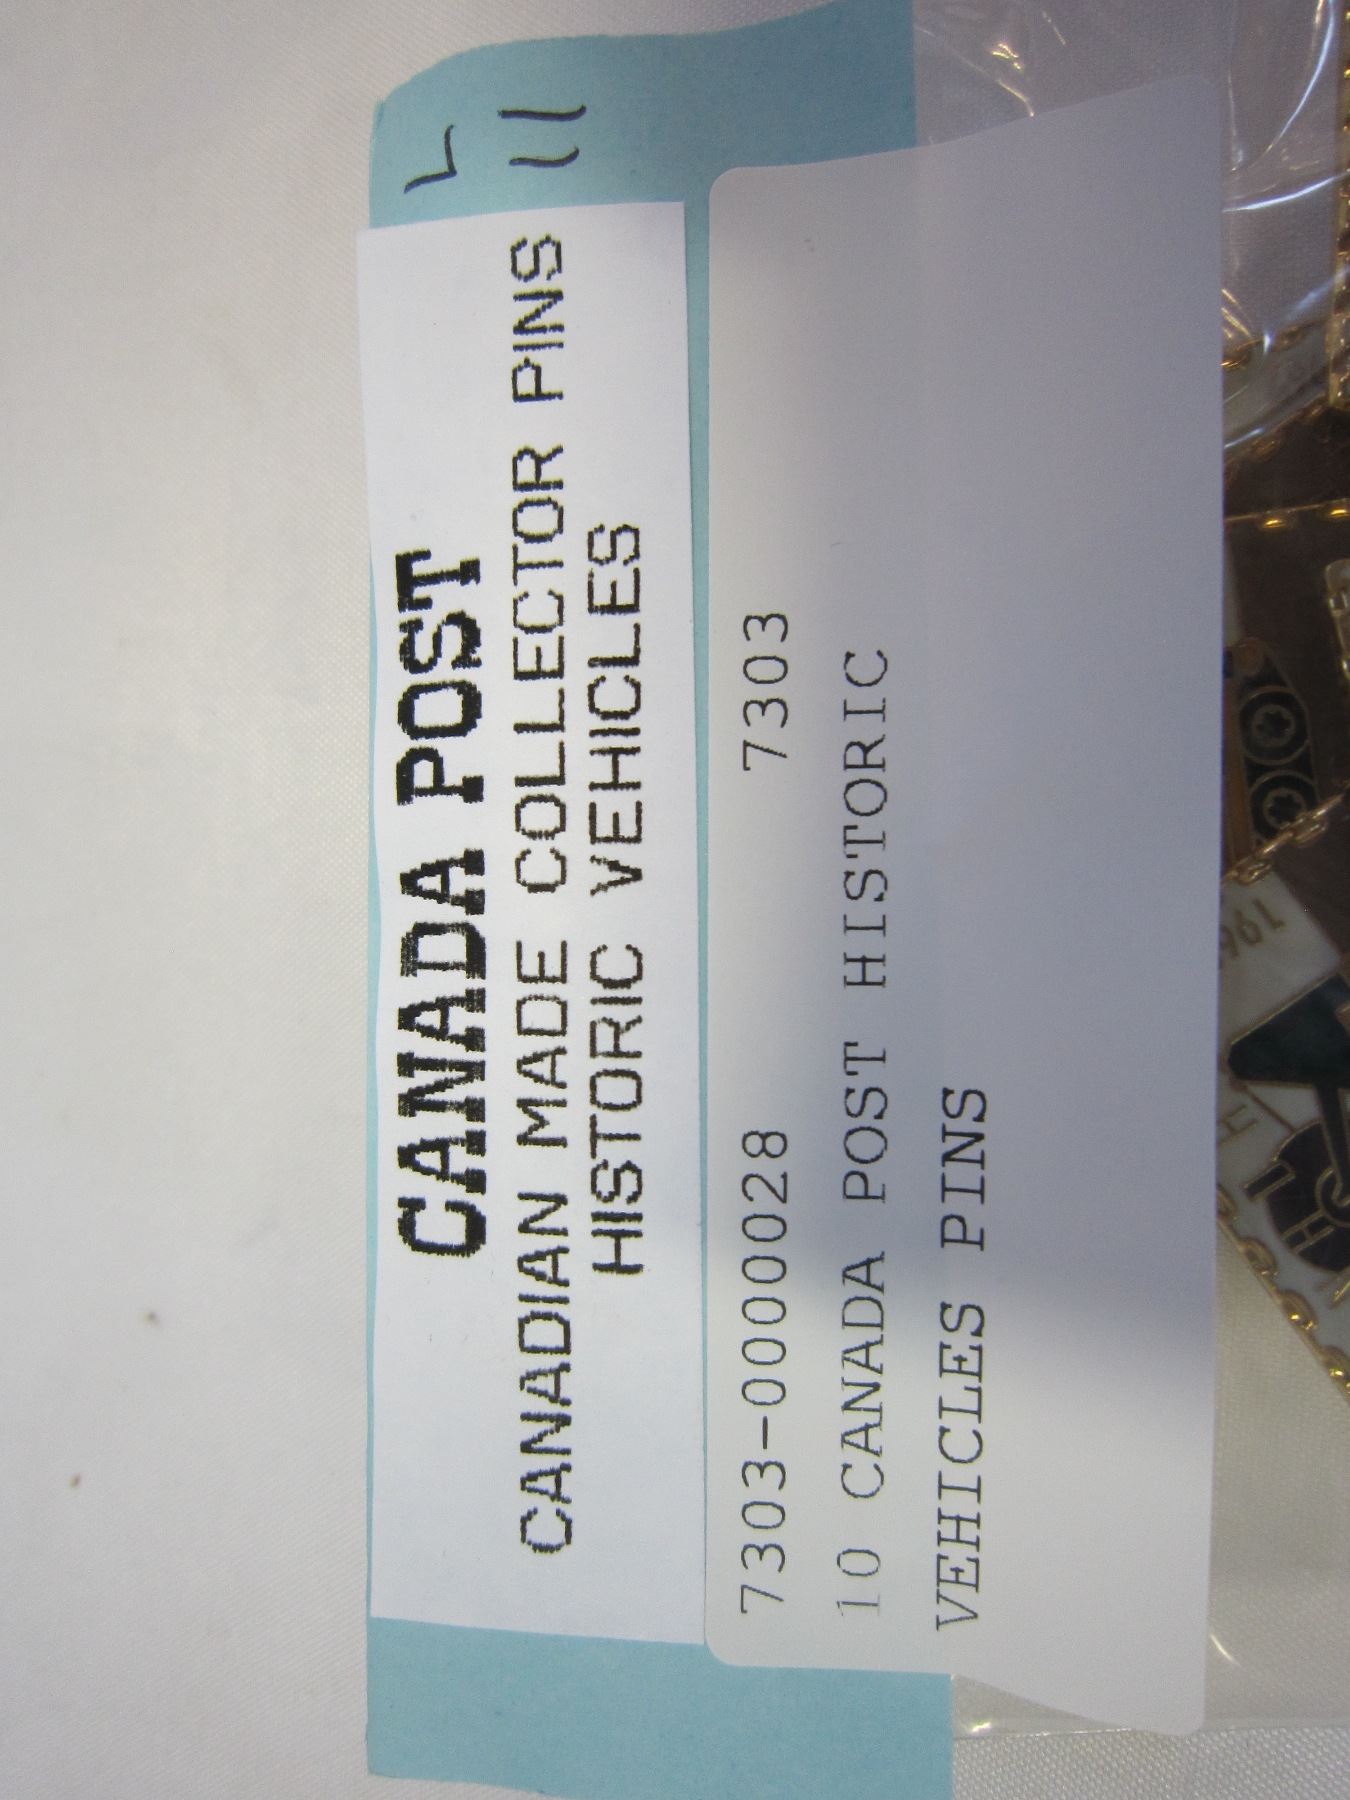 CANADA POST
CANADIAN MADE COLLECTOR PINS
HISTORIC VEHICLES
7303-0000028 7303
10 CANADA POST HISTORIC
VEHICLES PINS